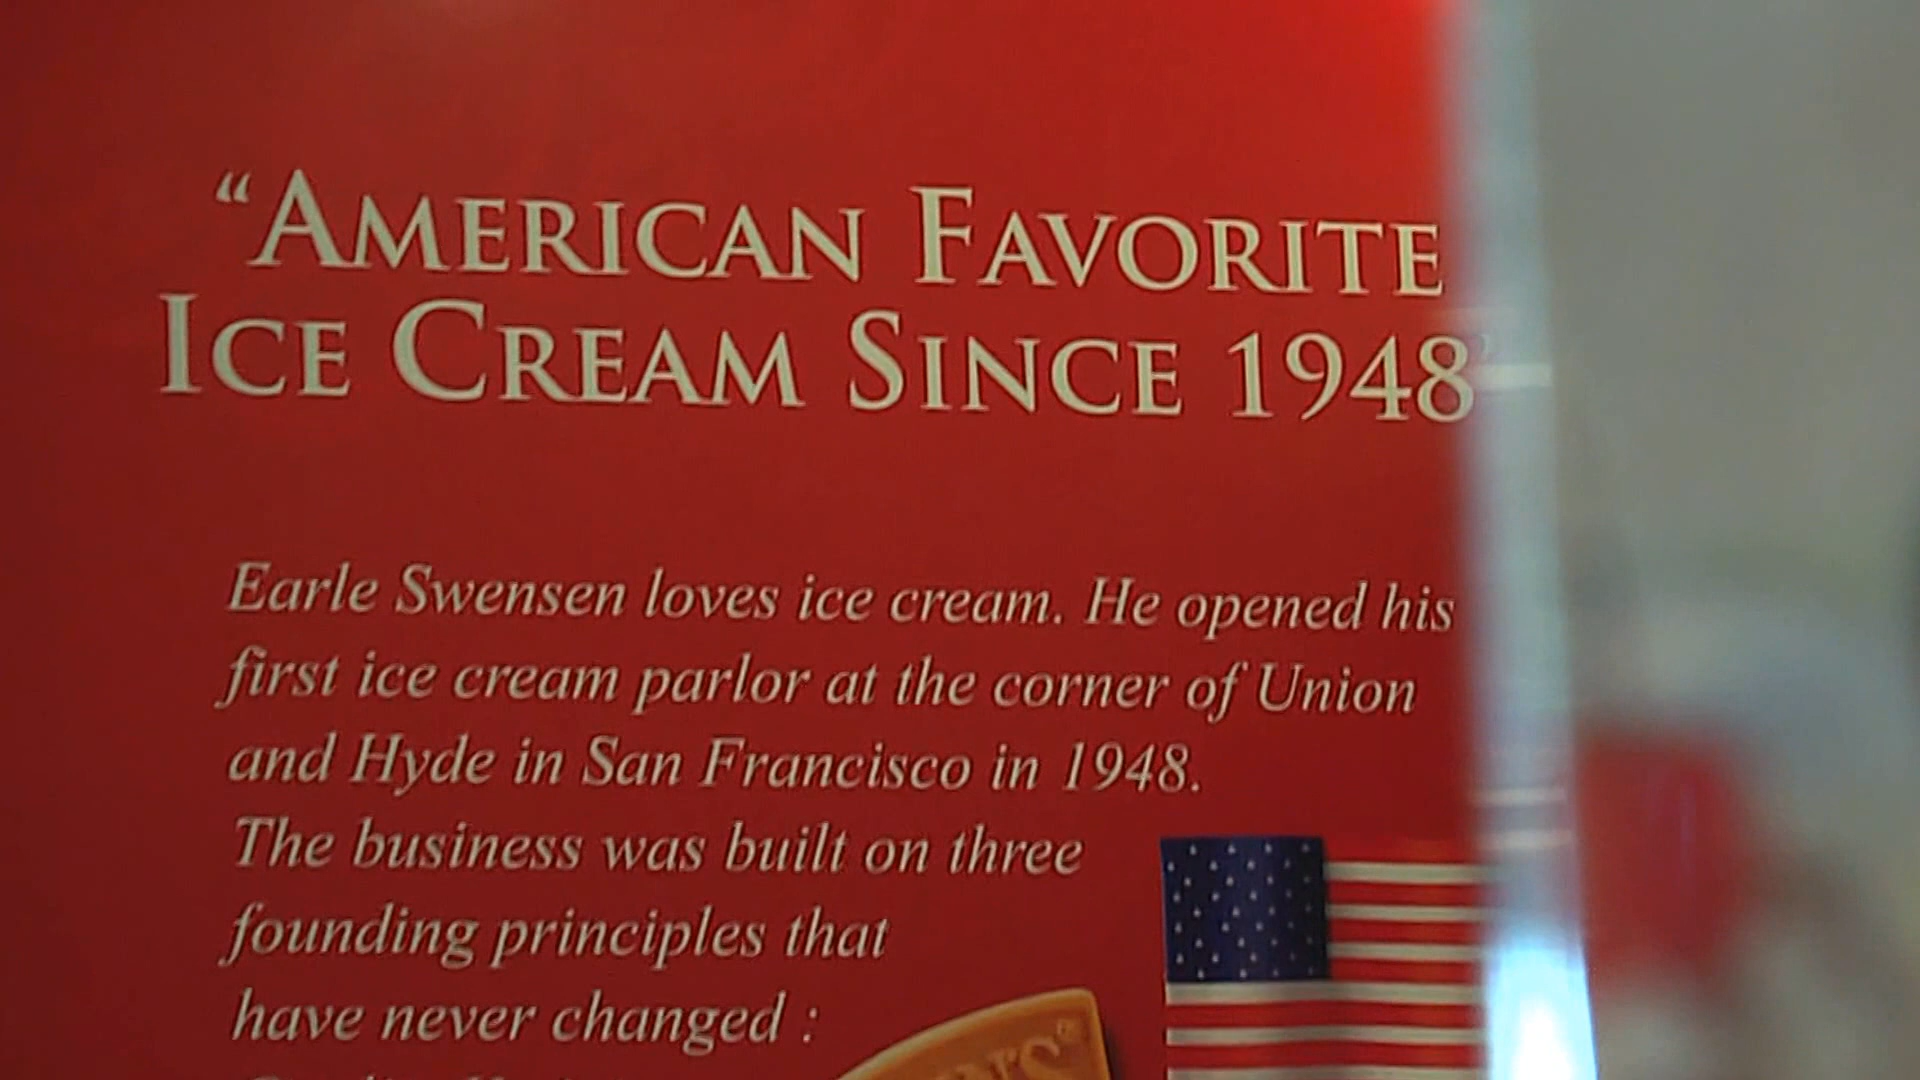 “AMERICAN FAVORITE
ICE CREAM SINCE 1948"
Earle Swensen loves ice cream. He opened his
first ice cream parlor at the corner of Union
and Hyde in San Francisco in 1948.
The business was built on three
founding principles that
have never changed :